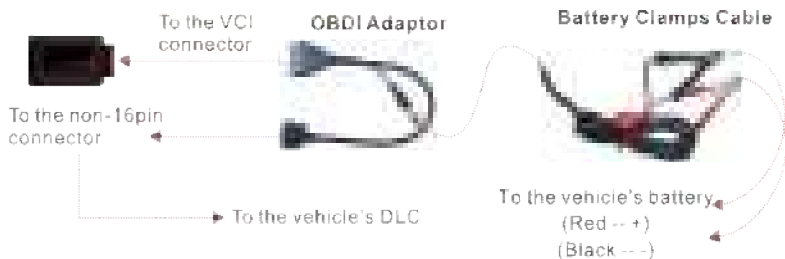 To the VCI
connector
OBDI Adaptor
Battery Clamps Cable
To the non-16pin
connector
To the vehicle's DLC
To the vehicle's battery
(Red -- +)
(Black -- -)